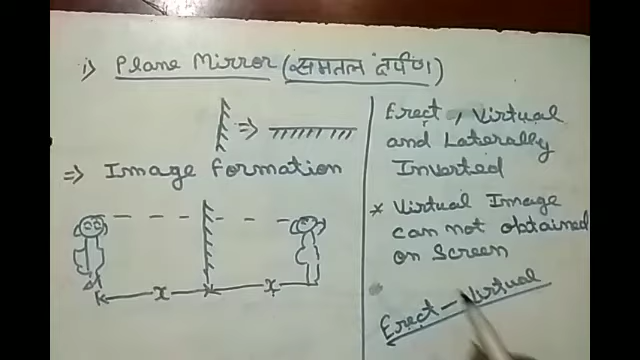 i) Plane Mirror (समतल दर्पण)
⇒
⇒ Image formation
x x
Erect, Virtual
and Laterally
Inverted
* Virtual Image
can not obtained
on Screen
Erect - Virtual